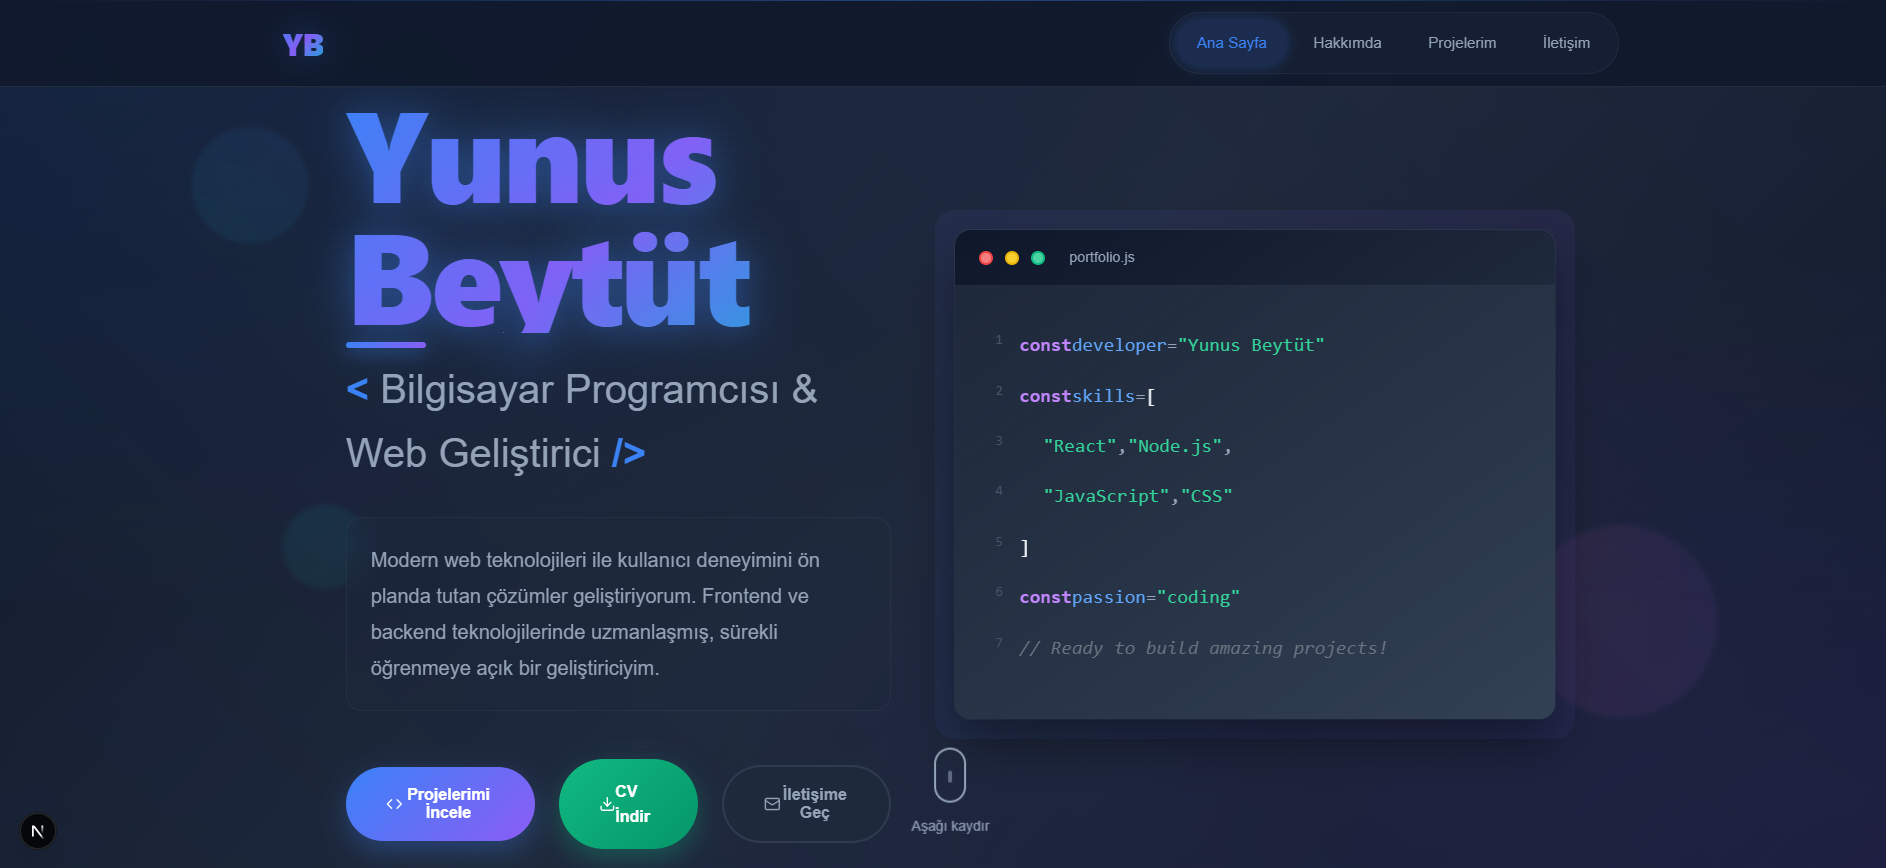 YB
Ana Sayfa
Hakkımda
Projelerim
İletişim
Yunus
Beytüt
< Bilgisayar Programcısı &
Web Geliştirici />
Modern web teknolojileri ile kullanıcı deneyimini ön
planda tutan çözümler geliştiriyorum. Frontend ve
backend teknolojilerinde uzmanlaşmış, sürekli
öğrenmeye açık bir geliştiriciyim.
Projelerimi
İncele
CV
İndir
İletişime
Geç
portfolio.js
1 constdeveloper="Yunus Beytüt"
2 constskills=[
3 "React","Node.js",
4 "JavaScript","CSS"
5 ]
6 constpassion="coding"
7 // Ready to build amazing projects!
Aşağı kaydır
N